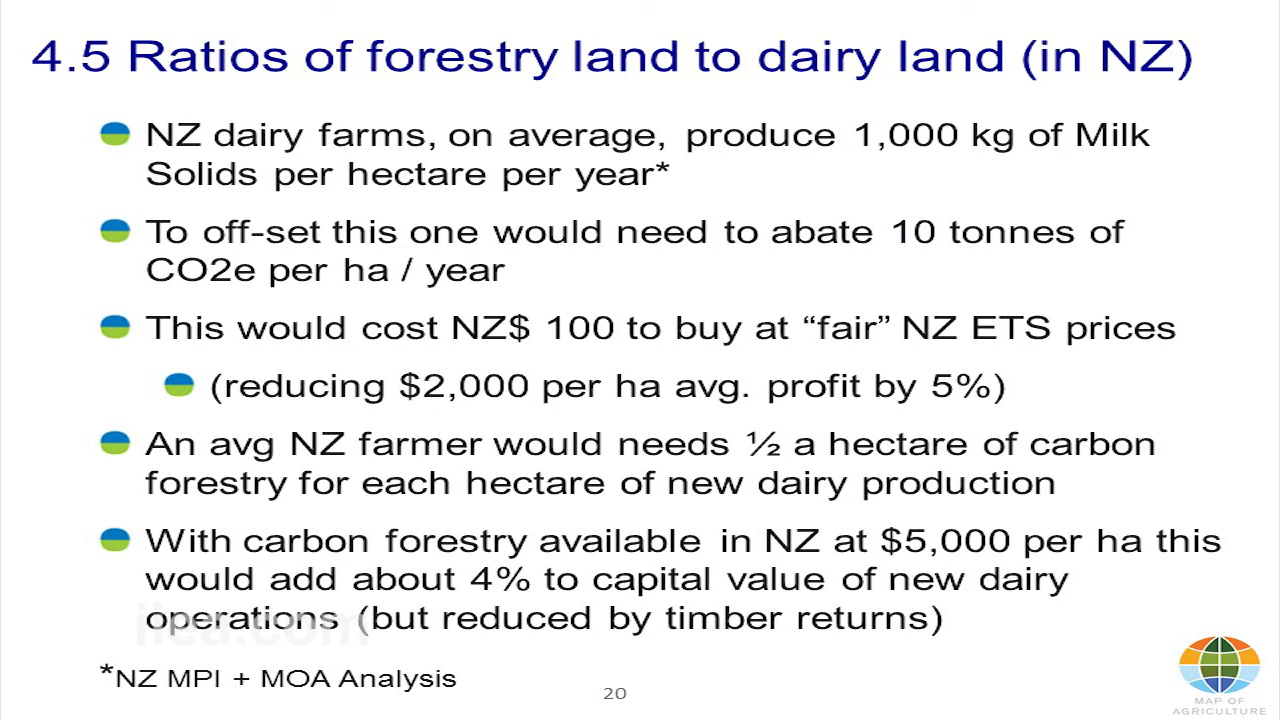 4.5 Ratios of forestry land to dairy land (in NZ)
NZ dairy farms, on average, produce 1,000 kg of Milk
Solids per hectare per year*
To off-set this one would need to abate 10 tonnes of
CO2e per ha / year
This would cost NZ$ 100 to buy at “fair” NZ ETS prices
(reducing $2,000 per ha avg. profit by 5%)
An avg NZ farmer would needs ½ a hectare of carbon
forestry for each hectare of new dairy production
With carbon forestry available in NZ at $5,000 per ha this
would add about 4% to capital value of new dairy
operations (but reduced by timber returns)
iiea.com
*NZ MPI + MOA Analysis
20
MAP OF
AGRICULTURE